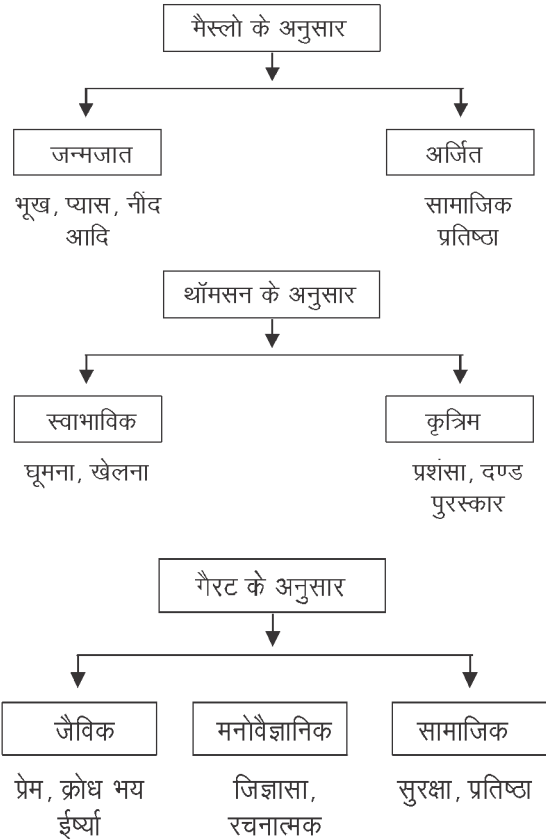 मैस्लो के अनुसार
जन्मजात
अर्जित
भूख, प्यास, नींद
आदि
सामाजिक
प्रतिष्ठा
थॉमसन के अनुसार
स्वाभाविक
कृत्रिम
घूमना, खेलना
प्रशंसा, दण्ड
पुरस्कार
गैरट के अनुसार
जैविक
मनोवैज्ञानिक
सामाजिक
प्रेम, क्रोध भय
ईर्ष्या
जिज्ञासा,
रचनात्मक
सुरक्षा, प्रतिष्ठा